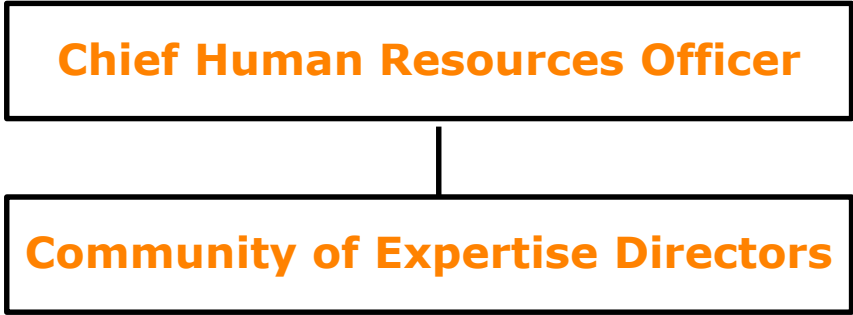 Chief Human Resources Officer
Community of Expertise Directors